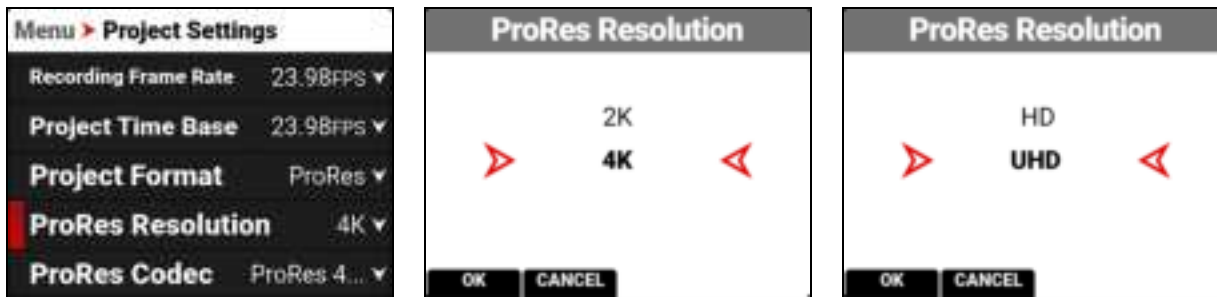 Menu > Project Settings
Recording Frame Rate 23.98FPS
Project Time Base 23.98FPS
Project Format ProRes
ProRes Resolution 4K
ProRes Codec ProRes 4...
ProRes Resolution
2K
4K
OK CANCEL
ProRes Resolution
HD
UHD
OK CANCEL